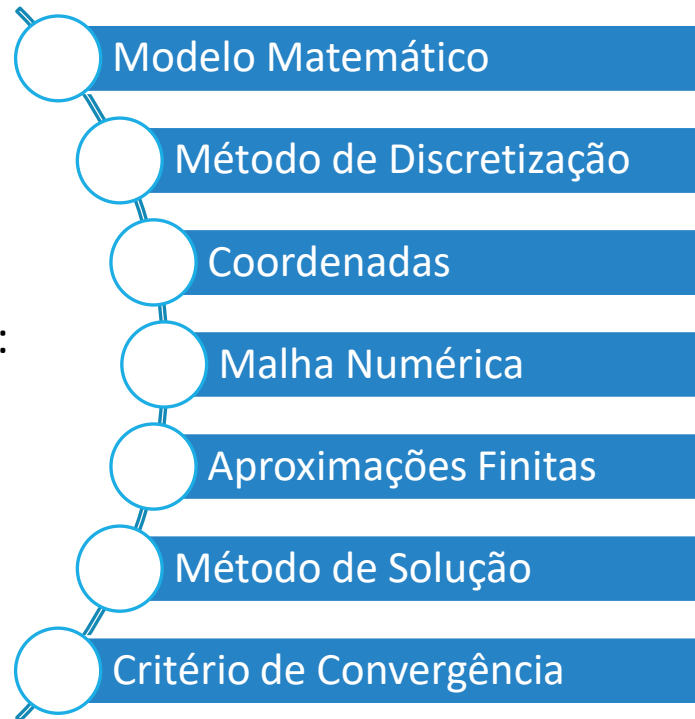 Modelo Matemático
Método de Discretização
Coordenadas
:
Malha Numérica
Aproximações Finitas
Método de Solução
Critério de Convergência